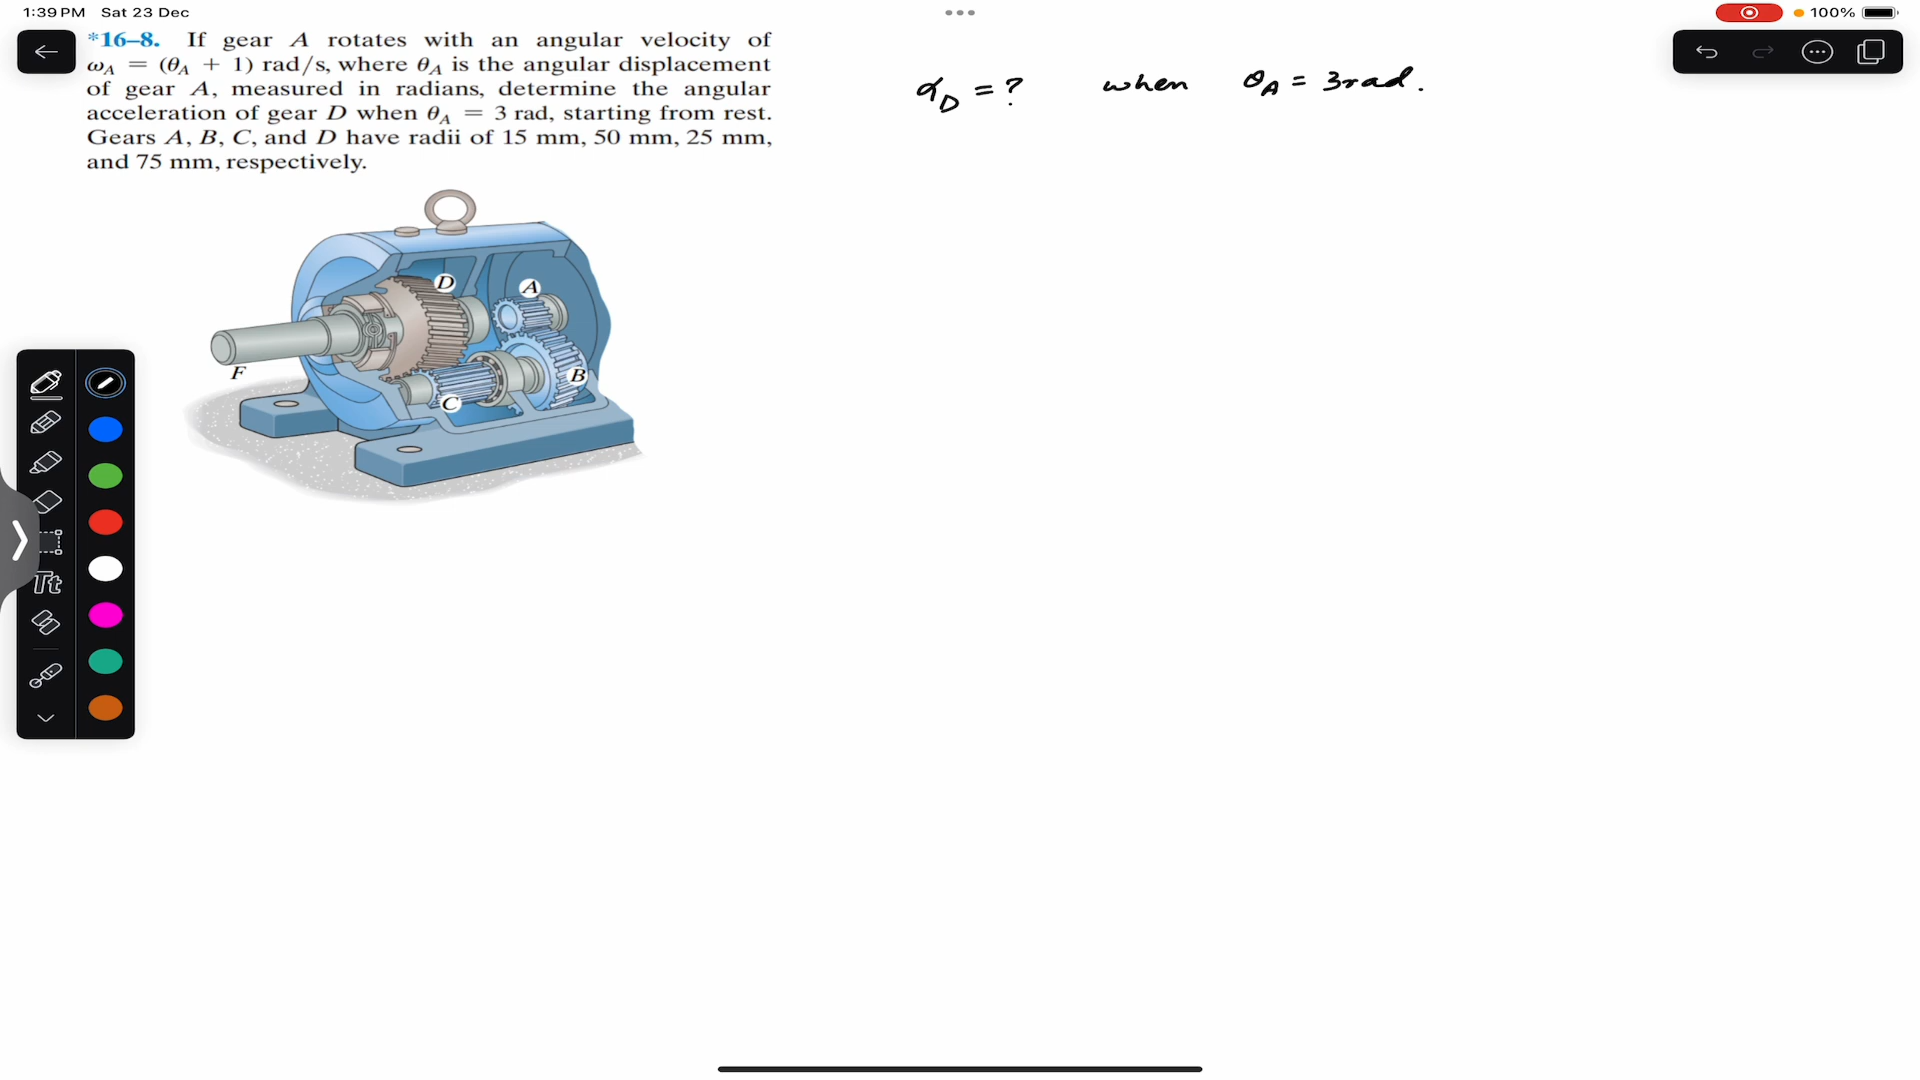 1:39 PM Sat 23 Dec
100%
*16–8. If gear A rotates with an angular velocity of
ωA = (θA + 1) rad/s, where θA is the angular displacement
of gear A, measured in radians, determine the angular
acceleration of gear D when θA = 3 rad, starting from rest.
Gears A, B, C, and D have radii of 15 mm, 50 mm, 25 mm,
and 75 mm, respectively.
αD = ? when θA = 3rad.
D
A
F
B
C
Tt